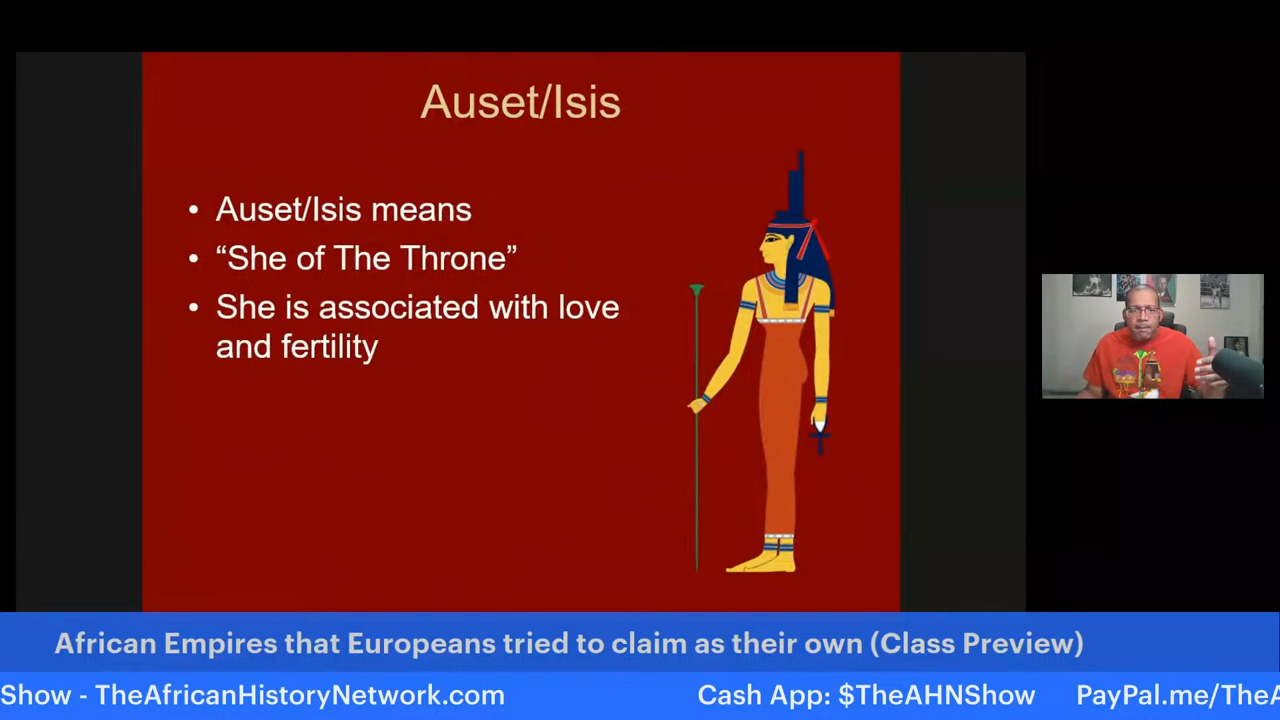 Auset/Isis
• Auset/Isis means
• “She of The Throne”
• She is associated with love
and fertility
African Empires that Europeans tried to claim as their own (Class Preview)
Show - TheAfricanHistoryNetwork.com Cash App: $TheAHNShow PayPal.me/TheA